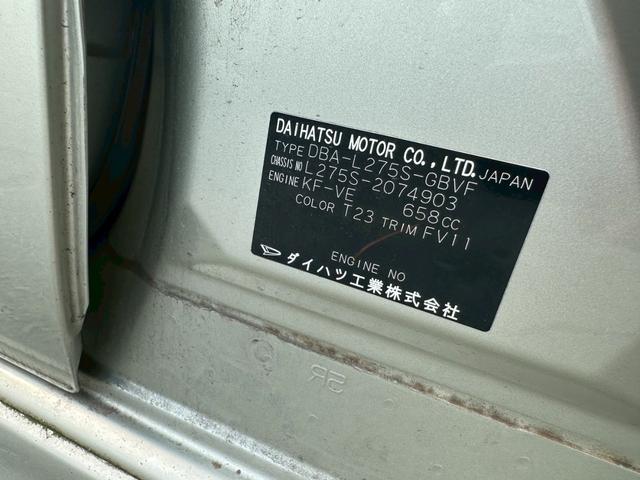 DAIHATSU MOTOR CO., LTD. JAPAN
TYPE DBA-L275S-GBVF
CHASSIS NO L275S-2074903
ENGINE KF-VE 658CC
COLOR T23 TRIM FV11
ENGINE NO
ダイハツ工業株式会社